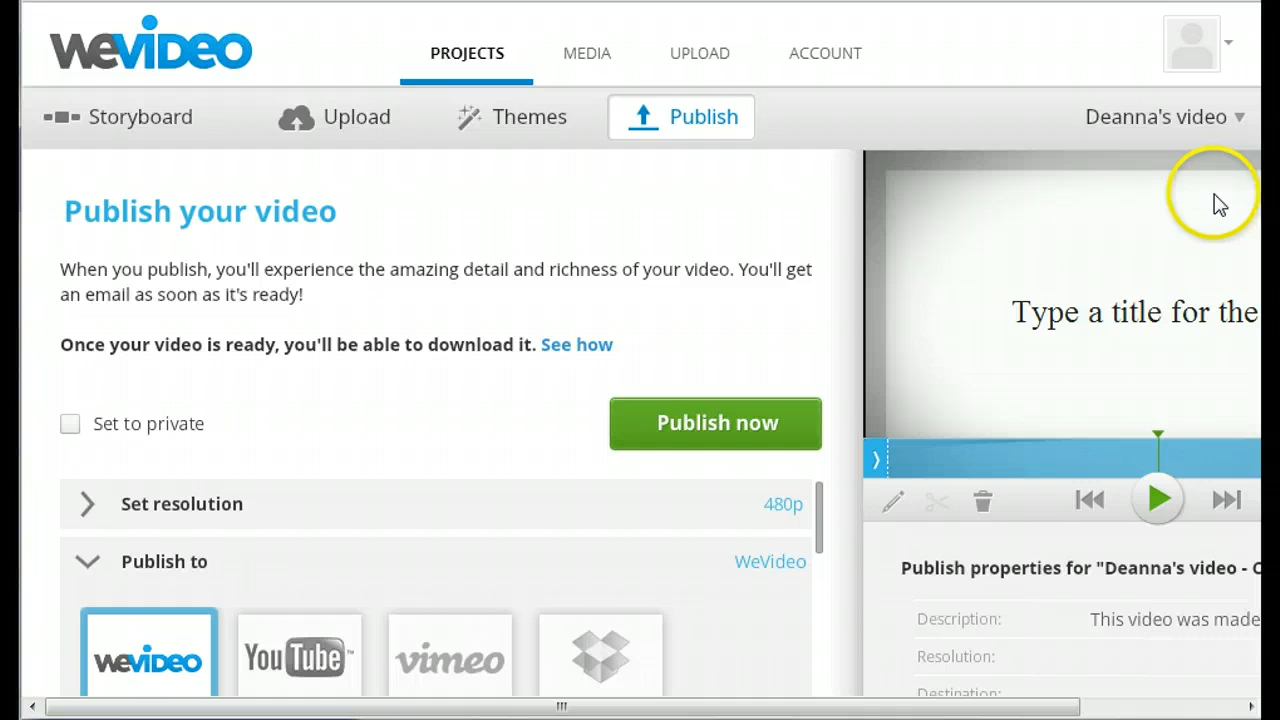 WEVIDEO
PROJECTS MEDIA UPLOAD ACCOUNT
Storyboard Upload Themes Publish Deanna's video
Publish your video
When you publish, you'll experience the amazing detail and richness of your video. You'll get
an email as soon as it's ready!
Once your video is ready, you'll be able to download it. See how
Set to private Publish now
Set resolution 480p
Publish to WeVideo
WEVIDEO YouTube vimeo
Type a title for the
Publish properties for "Deanna's video -
Description: This video was made
Resolution:
Destination: